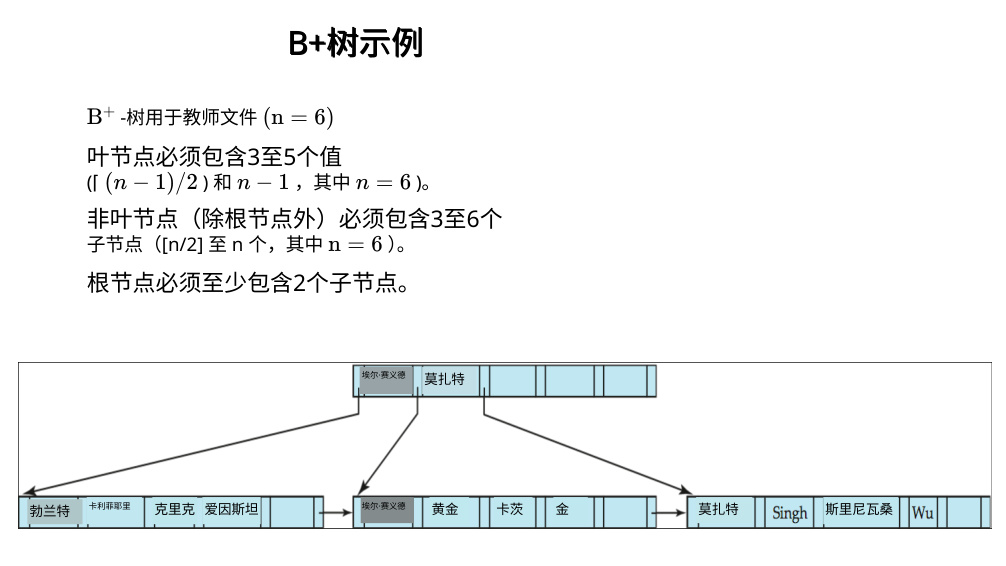 B+树示例
B⁺ -树用于教师文件 (n = 6)
叶节点必须包含3至5个值
(⌈ (n − 1)/2 ) 和 n − 1 ，其中 n = 6 )。
非叶节点（除根节点外）必须包含3至6个
子节点（[n/2] 至 n 个，其中 n = 6 ）。
根节点必须至少包含2个子节点。
埃尔·赛义德 莫扎特
勃兰特 卡利菲耶里 克里克 爱因斯坦 埃尔·赛义德 黄金 卡茨 金 莫扎特 Singh 斯里尼瓦桑 Wu